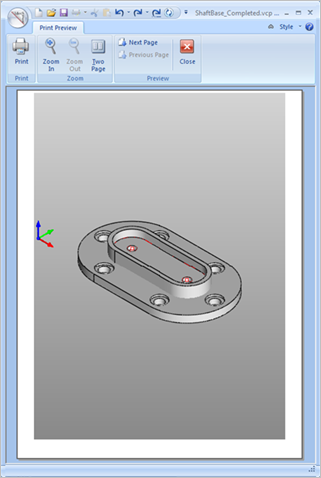 ShaftBase_Completed.vcp ...
Print Preview
Style
Print
Zoom In
Zoom Out
Two Page
Next Page
Previous Page
Close
Print
Zoom
Preview